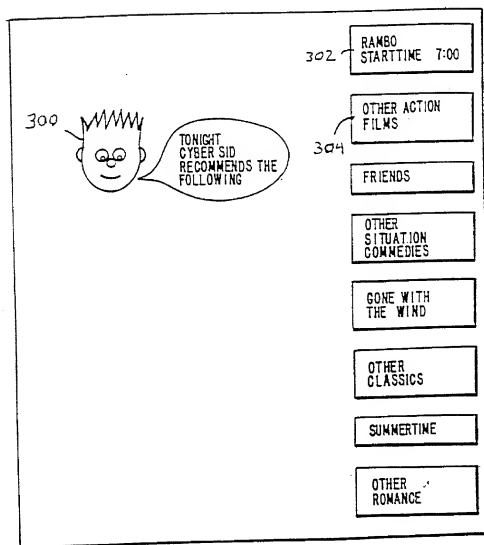 302
RAMBO
STARTTIME 7:00
300
TONIGHT
CYBER SID
RECOMMENDS THE
FOLLOWING
304
OTHER ACTION
FILMS
FRIENDS
OTHER
SITUATION
COMMEDIES
GONE WITH
THE WIND
OTHER
CLASSICS
SUMMERTIME
OTHER
ROMANCE